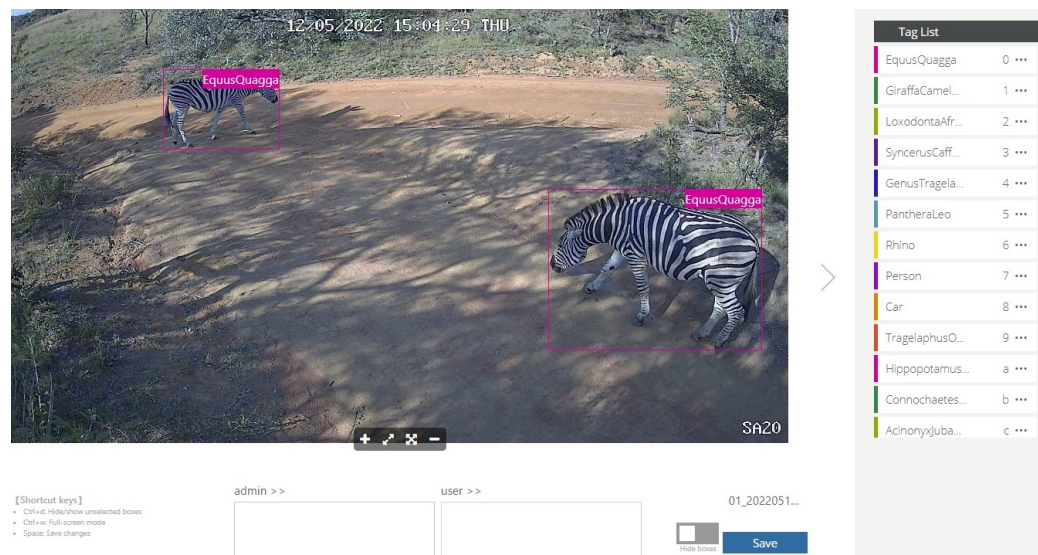 12/05/2022 15:04:29 THU
Tag List
EquusQuagga
EquusQuagga 0 •••
GiraffaCamel... 1 •••
LoxodontaAfr... 2 •••
SyncerusCaff... 3 •••
GenusTragela... 4 •••
EquusQuagga
PantheraLeo 5 •••
Rhino 6 •••
Person 7 •••
Car 8 •••
TragelaphusO... 9 •••
Hippopotamus... a •••
Connochaetes... b •••
AcinonyxJuba... c •••
SA20
[Shortcut keys]
Ctrl+d: Hide/show unselected boxes
Ctrl+w: Full-screen mode
Space: Save changes
admin >>
user >>
01_2022051...
Hide boxes
Save